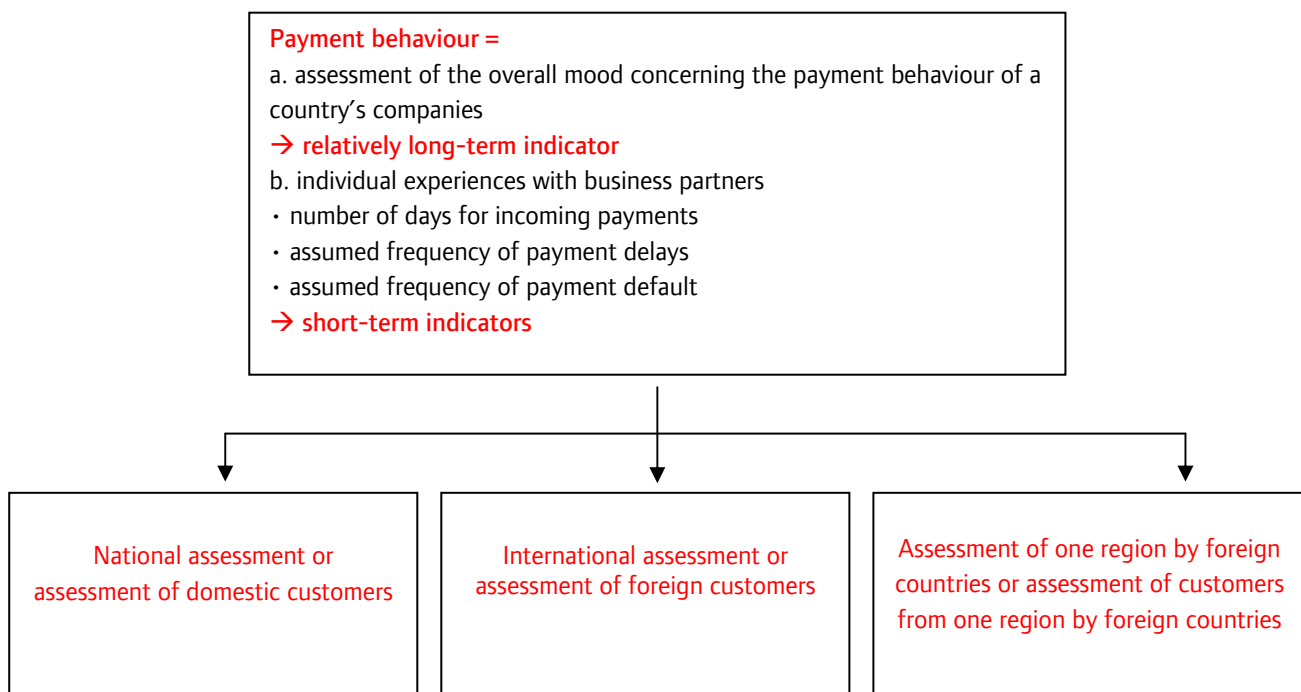 Payment behaviour =
a. assessment of the overall mood concerning the payment behaviour of a
country's companies
→ relatively long-term indicator
b. individual experiences with business partners
• number of days for incoming payments
• assumed frequency of payment delays
• assumed frequency of payment default
→ short-term indicators
National assessment or
assessment of domestic customers
International assessment or
assessment of foreign customers
Assessment of one region by foreign
countries or assessment of customers
from one region by foreign countries